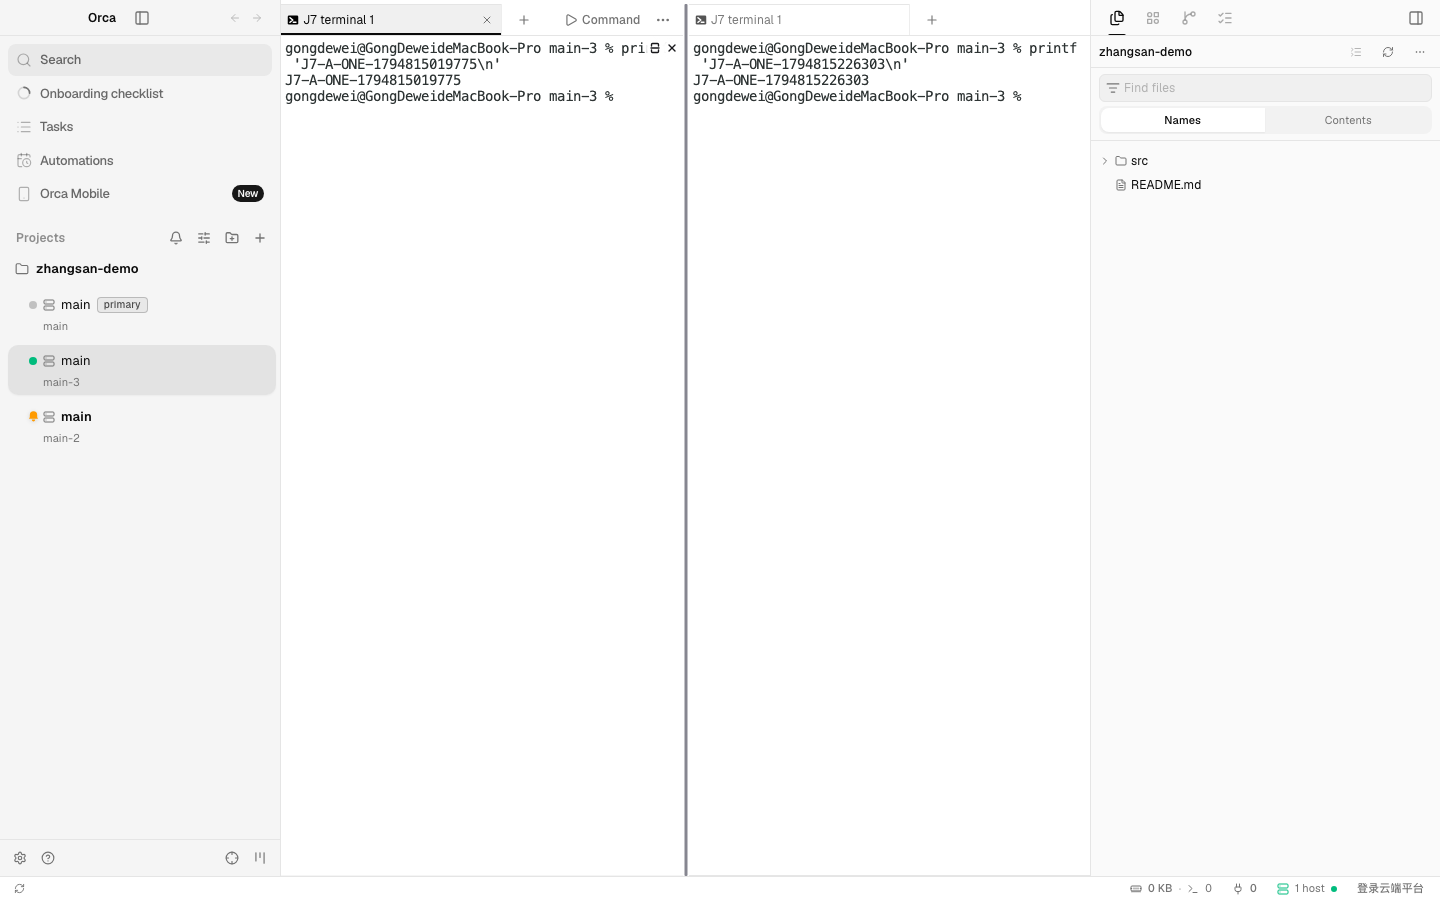 Orca
Search
Onboarding checklist
Tasks
Automations
Orca Mobile
New
Projects
zhangsan-demo
main primary
main
main
main-3
main
main-2
J7 terminal 1
Command
gongdewei@GongDeweideMacBook-Pro main-3 % pri
'J7-A-ONE-1794815019775\n'
J7-A-ONE-1794815019775
gongdewei@GongDeweideMacBook-Pro main-3 %
J7 terminal 1
gongdewei@GongDeweideMacBook-Pro main-3 % printf
'J7-A-ONE-1794815226303\n'
J7-A-ONE-1794815226303
gongdewei@GongDeweideMacBook-Pro main-3 %
zhangsan-demo
Find files
Names
Contents
src
README.md
0 KB · 0
0
1 host
登录云端平台